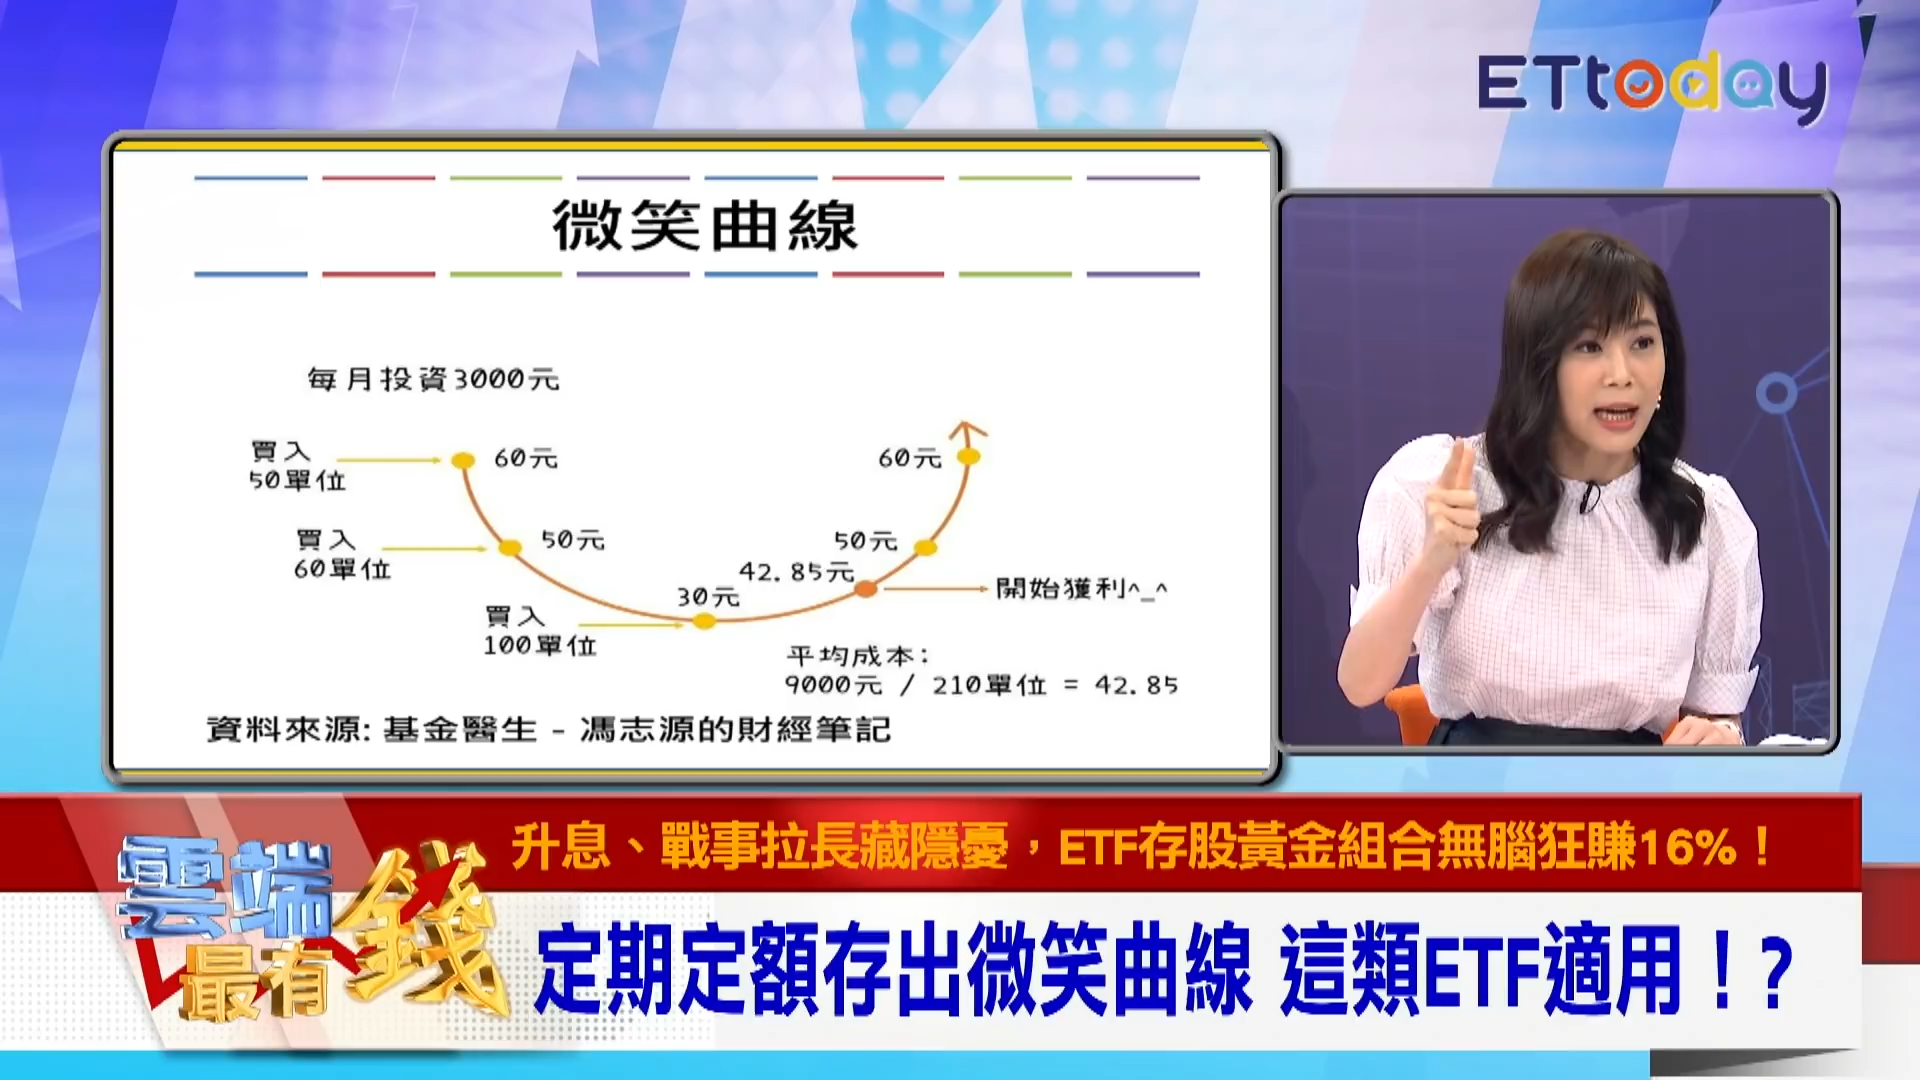 ETtoday
微笑曲線
每月投資3000元
買入
50單位
60元
60元
買入
60單位
50元
50元
買入
100單位
30元
42.85元
開始獲利^_^
平均成本:
9000元 / 210單位 = 42.85
資料來源: 基金醫生 - 馮志源的財經筆記
雲端
最有錢
升息、戰事拉長藏隱憂，ETF存股黃金組合無腦狂賺16%！
定期定額存出微笑曲線 這類ETF適用！?